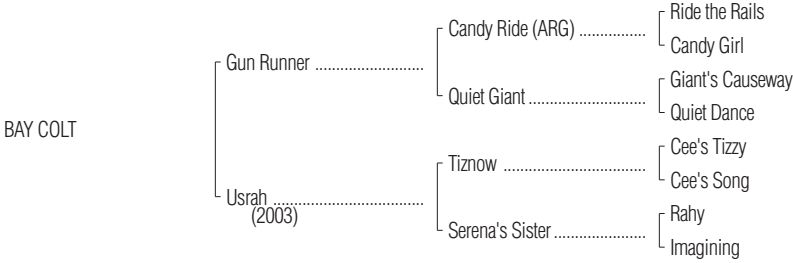 Ride the Rails
Candy Ride (ARG) ................
Candy Girl
Gun Runner ..........................
Giant's Causeway
Quiet Giant ............................
Quiet Dance
BAY COLT
Cee's Tizzy
Tiznow ..................................
Cee's Song
Usrah ....................................
(2003)
Rahy
Serena's Sister ......................
Imagining